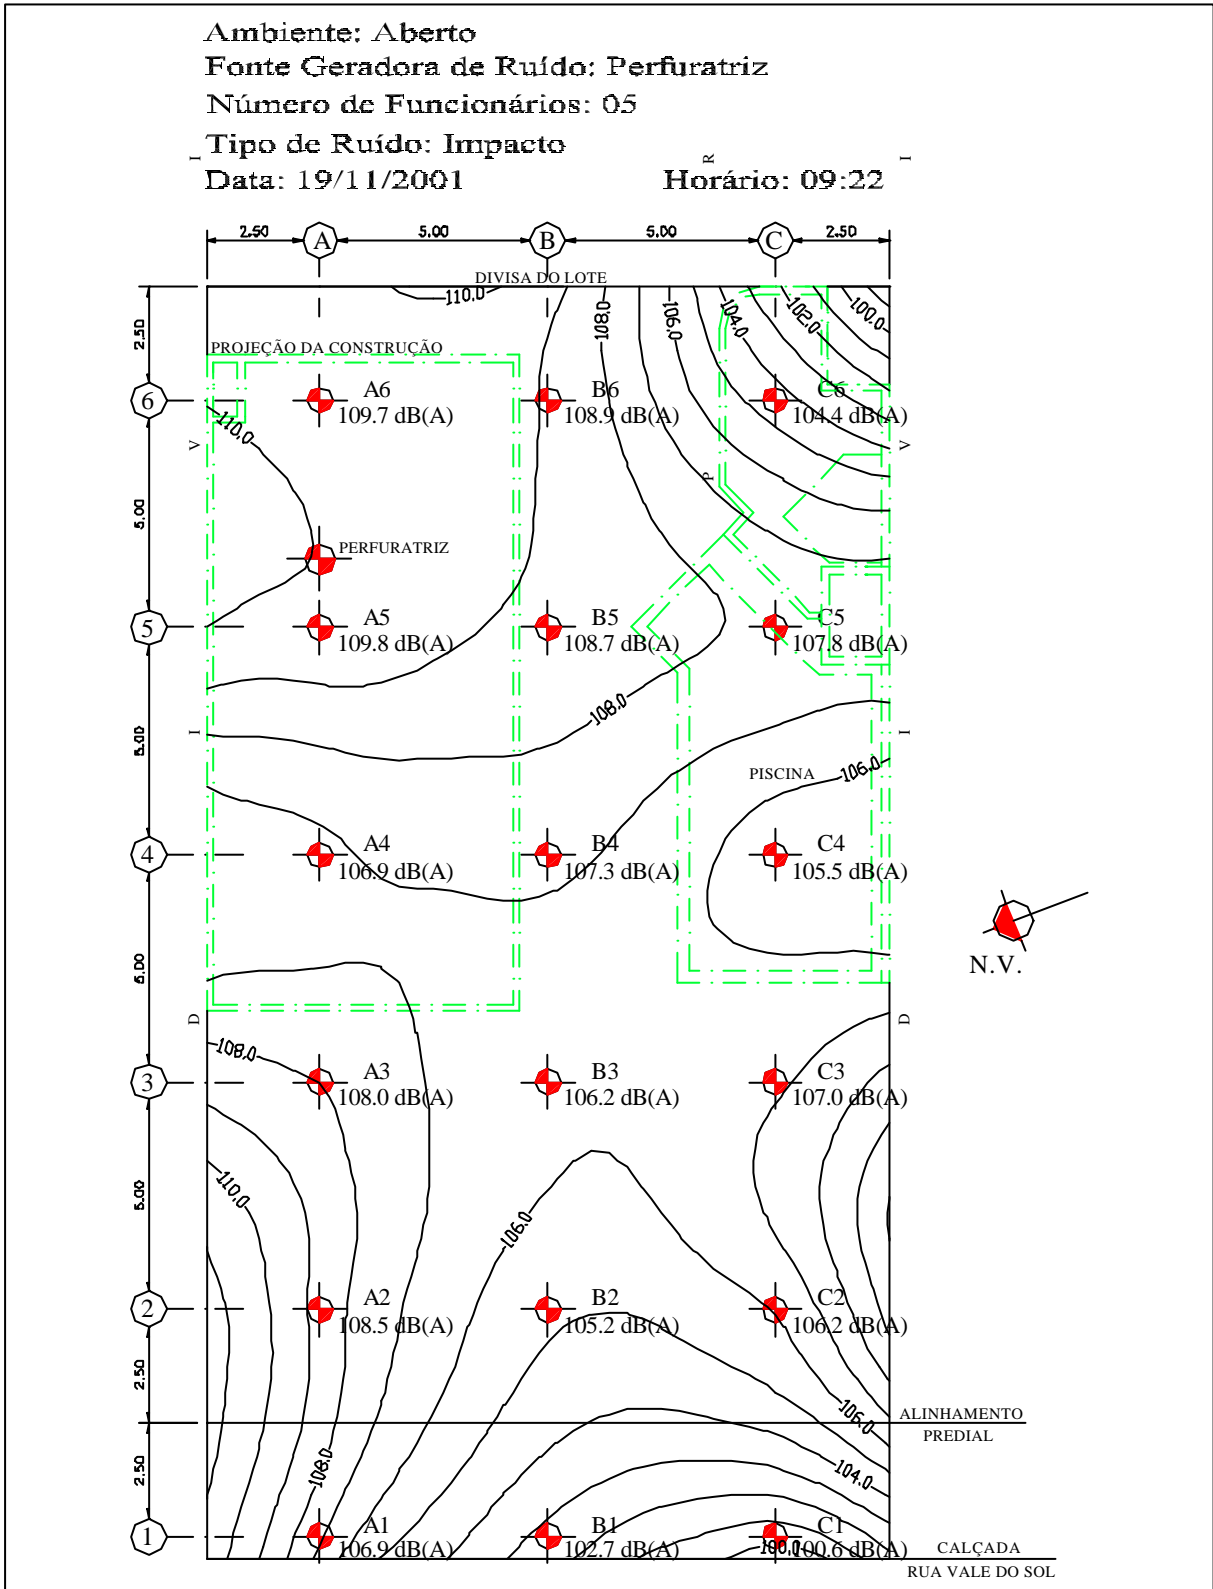 Ambiente: Aberto
Fonte Geradora de Ruído: Perfuratriz
Número de Funcionários: 05
Tipo de Ruído: Impacto
I R I
Data: 19/11/2001 Horário: 09:22
2.50 A 5.00 B 5.00 C 2.50
DIVISA DO LOTE
110.0 108.0 106.0 104.0 102.0 100.0
2.50
PROJEÇÃO DA CONSTRUÇÃO
6 A6 B6 C6
109.7 dB(A) 108.9 dB(A) 104.4 dB(A)
110.0
V P V
5.00
PERFURATRIZ
5 A5 B5 C5
109.8 dB(A) 108.7 dB(A) 107.8 dB(A)
108.0
5.00 I I
PISCINA 106.0
4 A4 B4 C4
106.9 dB(A) 107.3 dB(A) 105.5 dB(A)
N.V.
5.00
D D
108.0
3 A3 B3 C3
108.0 dB(A) 106.2 dB(A) 107.0 dB(A)
110.0
5.00
106.0
2 A2 B2 C2
108.5 dB(A) 105.2 dB(A) 106.2 dB(A)
2.50
106.0 ALINHAMENTO
PREDIAL
2.50 108.0 104.0
1 A1 B1 C1
106.9 dB(A) 102.7 dB(A) 100.0 100.6 dB(A) CALÇADA
RUA VALE DO SOL